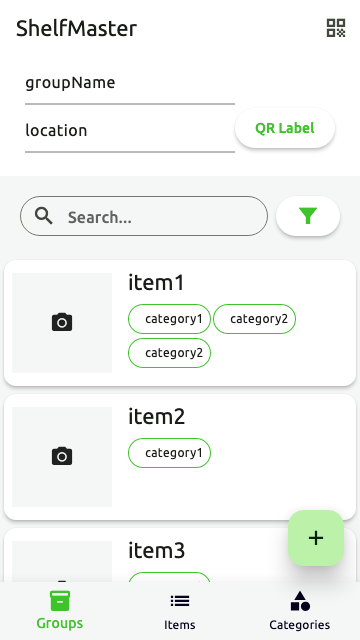 ShelfMaster
groupName
location
QR Label
Search...
item1
category1 category2
category2
item2
category1
item3
Groups Items Categories